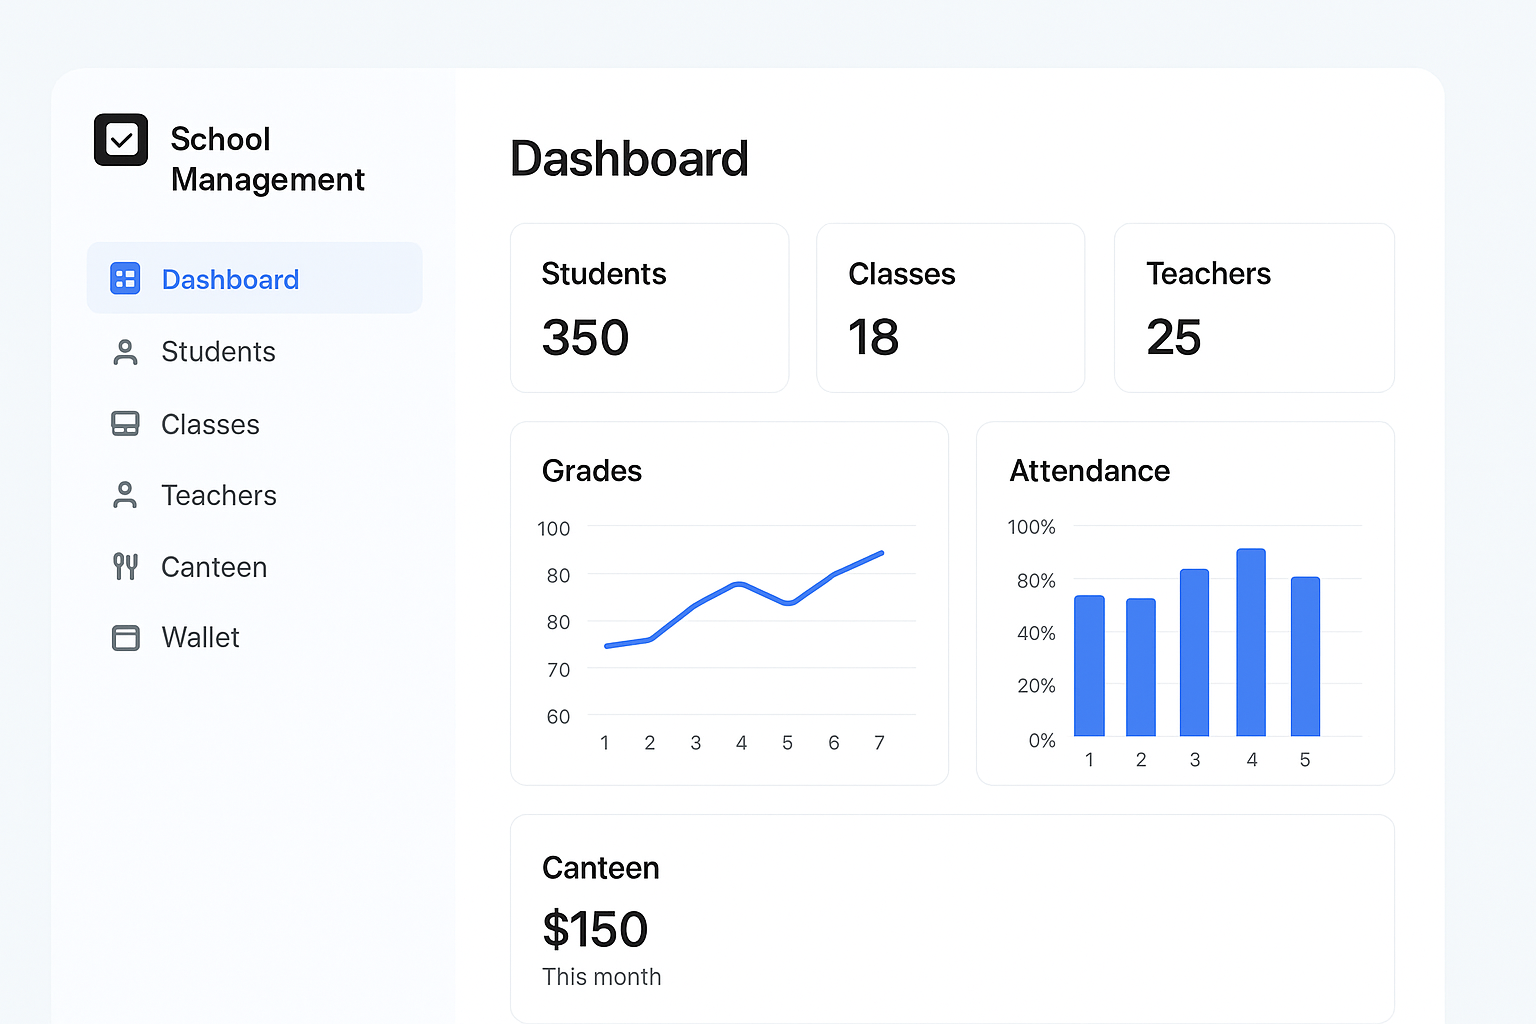 School
Management
Dashboard
Students
Classes
Teachers
Canteen
Wallet
Dashboard
Students
350
Classes
18
Teachers
25
Grades
100
80
80
70
60
1 2 3 4 5 6 7
Attendance
100%
80%
40%
20%
0%
1 2 3 4 5
Canteen
$150
This month